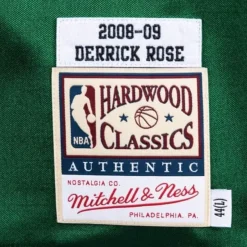 2008-09
DERRICK ROSE
NBA
HARDWOOD
CLASSICS
AUTHENTIC
NOSTALGIA CO.
Mitchell & Ness
PHILADELPHIA, PA.
44(L)